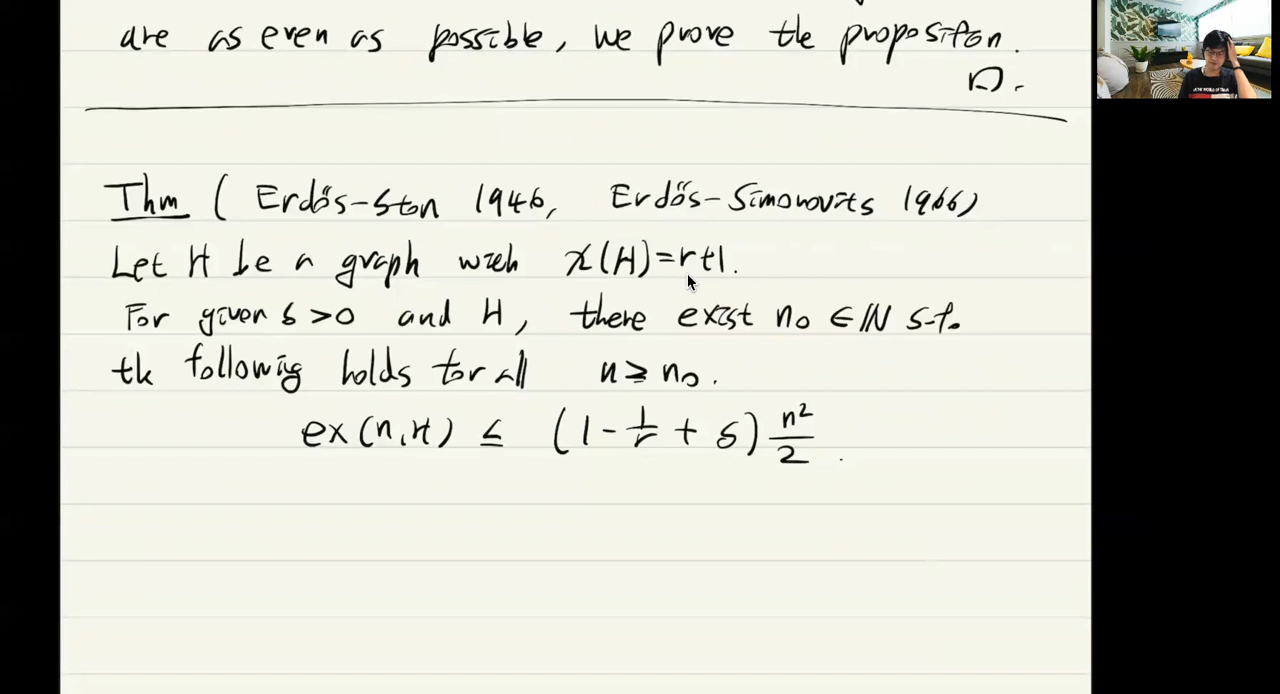 are as even as possible, we prove the proposition.
□.
Thm ( Erdős-Ston 1946, Erdős-Simonovits 1966)
Let H be a graph with χ(H)=r+1.
For given δ >0 and H, there exist n₀ ∈ ℕ s.t.
the following holds for all n ≥ n₀.
ex(n,H) ≤ (1 - 1/r + δ) n²/2.